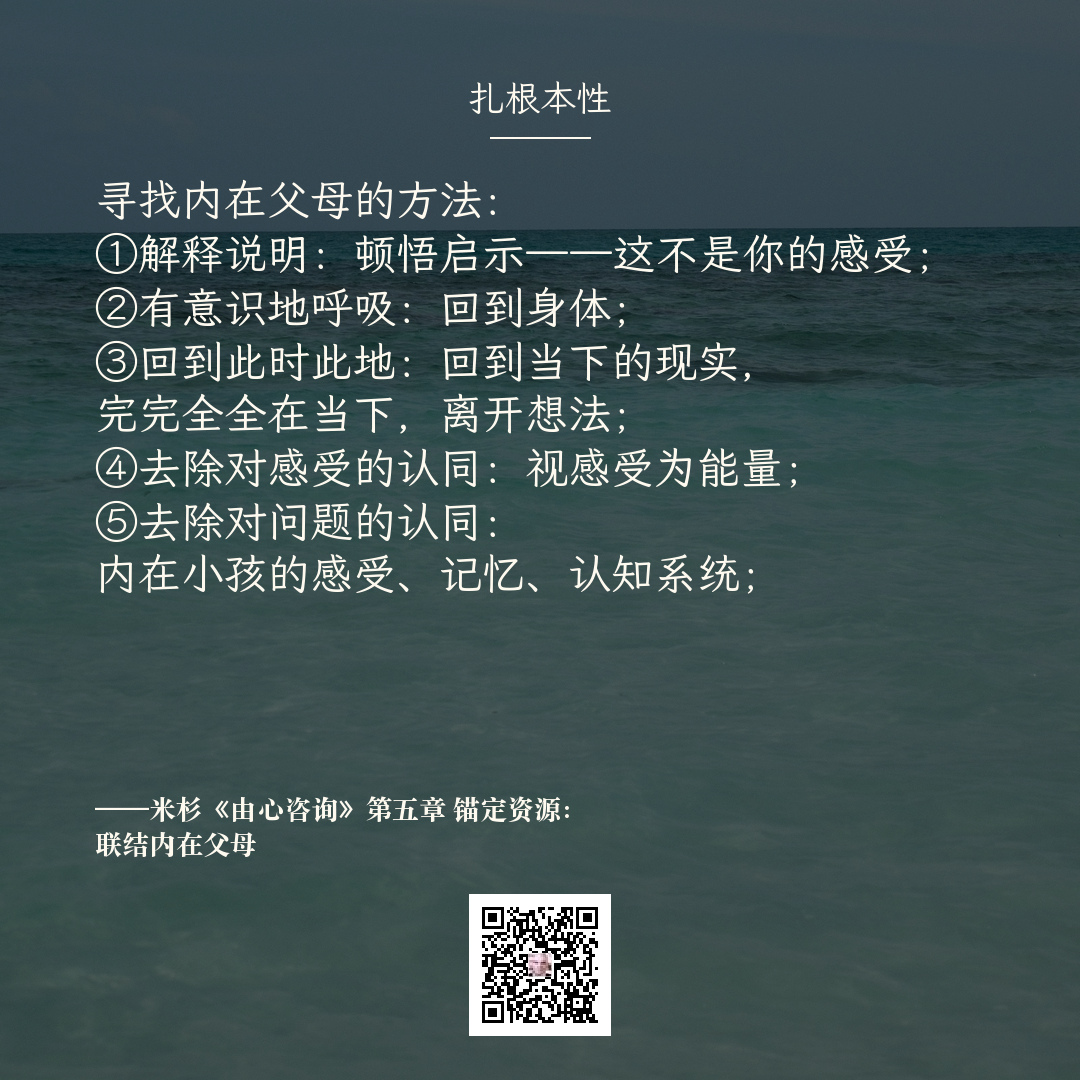 扎根本性
寻找内在父母的方法：
①解释说明：顿悟启示——这不是你的感受；
②有意识地呼吸：回到身体；
③回到此时此地：回到当下的现实，
完完全全在当下，离开想法；
④去除对感受的认同：视感受为能量；
⑤去除对问题的认同：
内在小孩的感受、记忆、认知系统；
——米杉《由心咨询》第五章 锚定资源：
联结内在父母